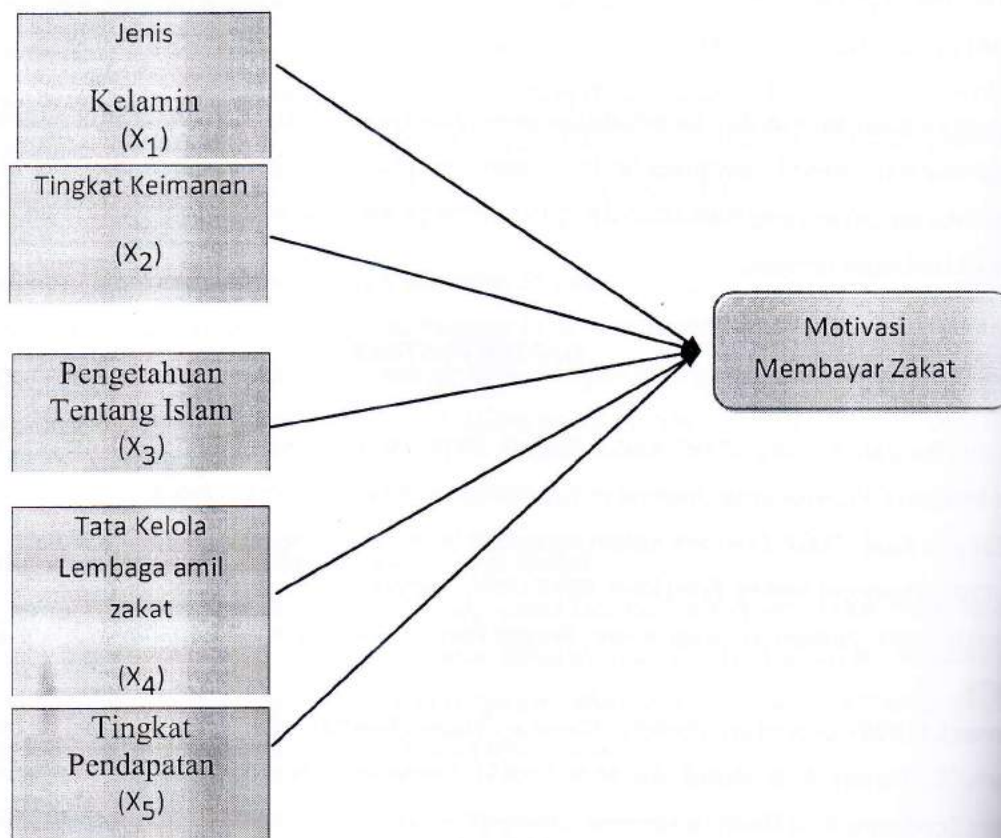 Jenis
Kelamin
(X1)
Tingkat Keimanan
(X2)
Pengetahuan
Tentang Islam
(X3)
Tata Kelola
Lembaga amil
zakat
(X4)
Tingkat
Pendapatan
(X5)
Motivasi
Membayar Zakat